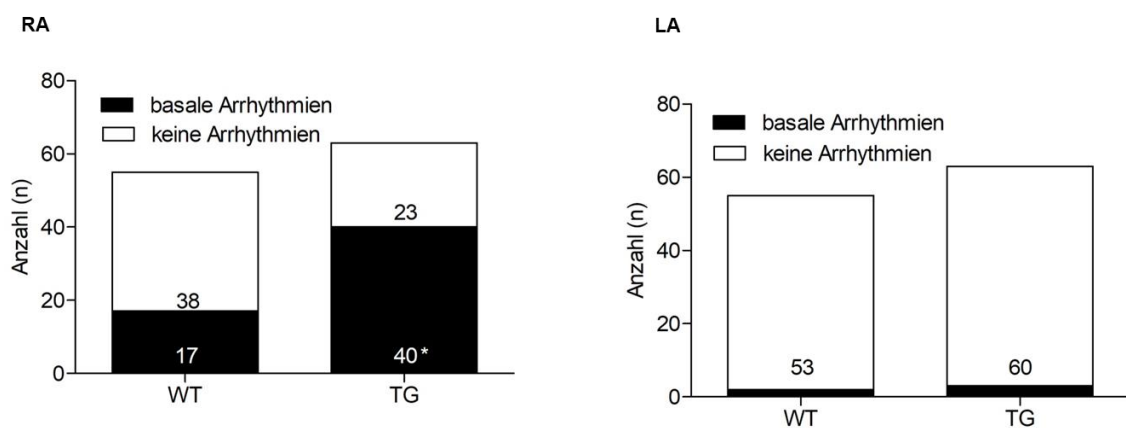 RA
80
60
40
20
0
Anzahl (n)
basale Arrhythmien
keine Arrhythmien
38
17
23
40 *
WT
TG
LA
80
60
40
20
0
Anzahl (n)
basale Arrhythmien
keine Arrhythmien
53
60
WT
TG